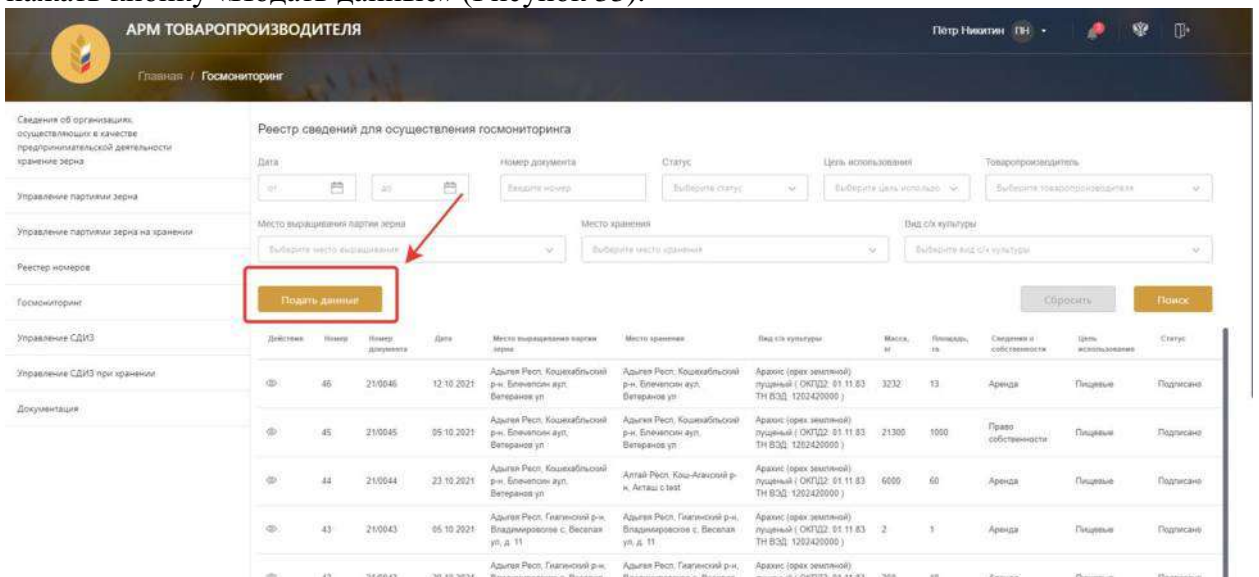 нажать кнопку «Подать данные» (Рисунок 33).
АРМ ТОВАРОПРОИЗВОДИТЕЛЯ
Пётр Никитин ПН
Главная / Госмониторинг
Сведения об организациях,
осуществляющих в качестве
предпринимательской деятельности
хранение зерна
Управление партиями зерна
Управление партиями зерна на хранении
Реестер номеров
Госмониторинг
Управление СДИЗ
Управление СДИЗ при хранении
Документация
Реестр сведений для осуществления госмониторинга
Дата Номер документа Статус Цель использования Товаропроизводитель
от до Введите номер Выберите статус Выберите цель использо Выберите товаропроизводителя
Место выращивания партии зерна Место хранения Вид с/х культуры
Выберите место выращивания Выберите место хранения Выберите вид с/х культуры
Подать данные Сбросить Поиск
Действия Номер Номер документа Дата Место выращивания партии зерна Место хранения Вид с/х культуры Масса, кг Площадь, га Сведения о собственности Цель использования Статус
46 21/0046 12.10.2021 Адыгея Респ, Кошехабльский р-н, Блечепсин аул, Ветеранов ул Адыгея Респ, Кошехабльский р-н, Блечепсин аул, Ветеранов ул Арахис (орех земляной) лущеный ( ОКПД2: 01.11.83 ТН ВЭД: 1202420000 ) 3232 13 Аренда Пищевые Подписано
45 21/0045 05.10.2021 Адыгея Респ, Кошехабльский р-н, Блечепсин аул, Ветеранов ул Адыгея Респ, Кошехабльский р-н, Блечепсин аул, Ветеранов ул Арахис (орех земляной) лущеный ( ОКПД2: 01.11.83 ТН ВЭД: 1202420000 ) 21300 1000 Право собственности Пищевые Подписано
44 21/0044 23.10.2021 Адыгея Респ, Кошехабльский р-н, Блечепсин аул, Ветеранов ул Алтай Респ, Кош-Агачский р-н, Акташ с test Арахис (орех земляной) лущеный ( ОКПД2: 01.11.83 ТН ВЭД: 1202420000 ) 6000 60 Аренда Пищевые Подписано
43 21/0043 05.10.2021 Адыгея Респ, Гиагинский р-н, Владимировское с, Веселая ул, д. 11 Адыгея Респ, Гиагинский р-н, Владимировское с, Веселая ул, д. 11 Арахис (орех земляной) лущеный ( ОКПД2: 01.11.83 ТН ВЭД: 1202420000 ) 2 1 Аренда Пищевые Подписано
Адыгея Респ, Гиагинский р-н, Адыгея Респ, Гиагинский р-н, Арахис (орех земляной)